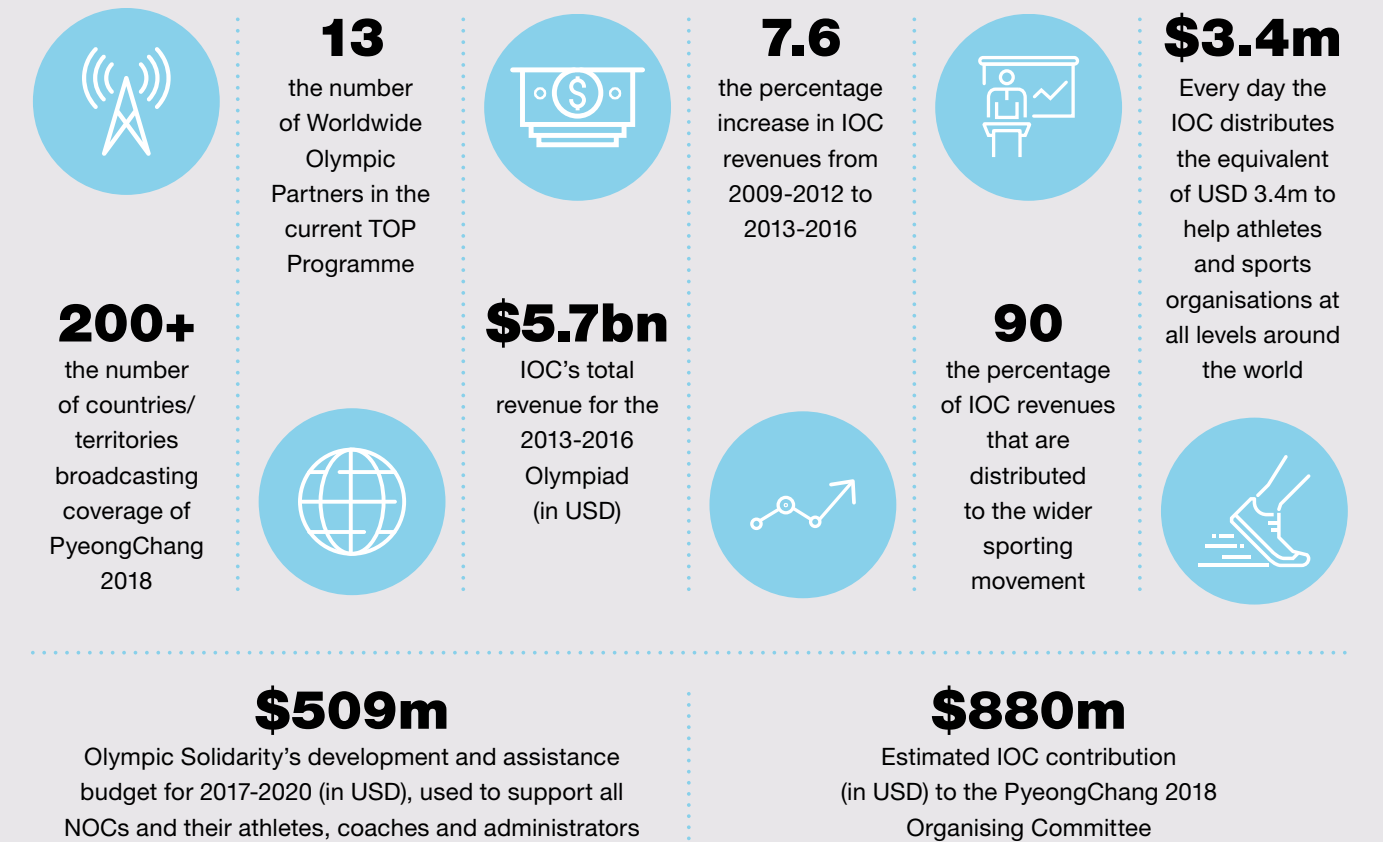 200+
the number
of countries/
territories
broadcasting
coverage of
PyeongChang
2018
13
the number
of Worldwide
Olympic
Partners in the
current TOP
Programme
$5.7bn
IOC’s total
revenue for the
2013-2016
Olympiad
(in USD)
7.6
the percentage
increase in IOC
revenues from
2009-2012 to
2013-2016
90
the percentage
of IOC revenues
that are
distributed
to the wider
sporting
movement
$3.4m
Every day the
IOC distributes
the equivalent
of USD 3.4m to
help athletes
and sports
organisations at
all levels around
the world
$509m
Olympic Solidarity’s development and assistance
budget for 2017-2020 (in USD), used to support all
NOCs and their athletes, coaches and administrators
$880m
Estimated IOC contribution
(in USD) to the PyeongChang 2018
Organising Committee